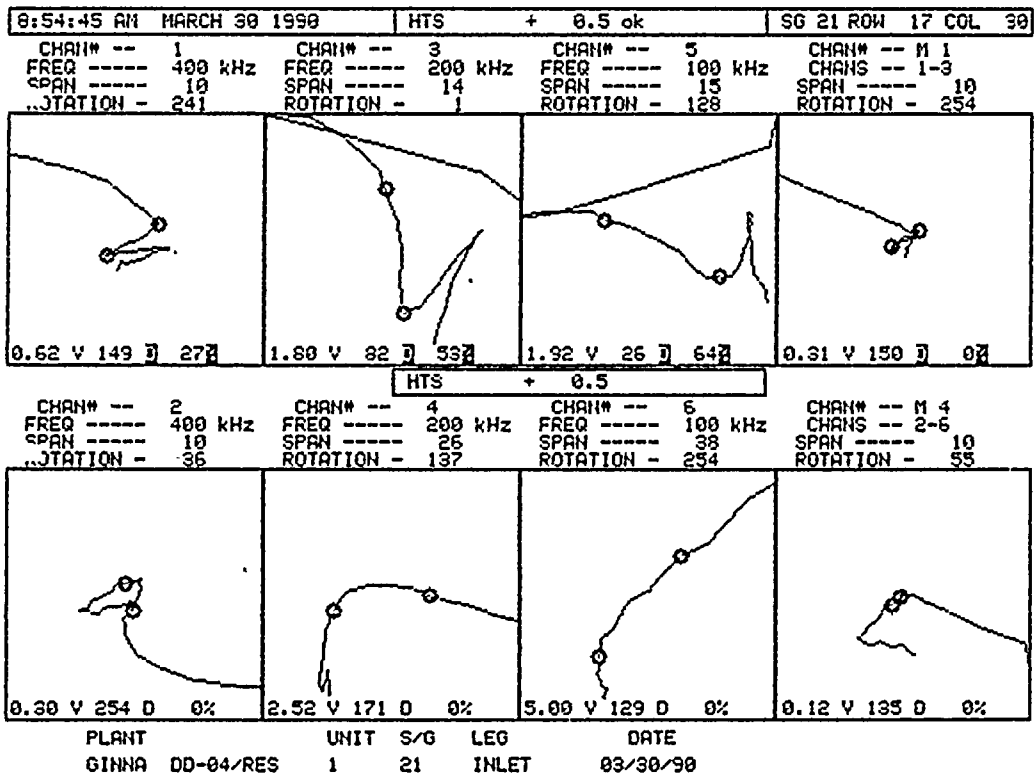 8:54:45 AM MARCH 30 1990 HTS + 0.5 ok SG 21 ROW 17 COL 30
CHAN# -- 1 CHAN# -- 3 CHAN# -- 5 CHAN# -- M 1
FREQ ----- 400 kHz FREQ ----- 200 kHz FREQ ----- 100 kHz CHANS -- 1-3
SPAN ----- 10 SPAN ----- 14 SPAN ----- 15 SPAN ----- 10
..OTATION - 241 ROTATION - 1 ROTATION - 128 ROTATION - 254
0.62 V 149 D 27% 1.80 V 82 D 53% 1.92 V 26 D 64% 0.31 V 150 D 0%
HTS + 0.5
CHAN# -- 2 CHAN# -- 4 CHAN# -- 6 CHAN# -- M 4
FREQ ----- 400 kHz FREQ ----- 200 kHz FREQ ----- 100 kHz CHANS -- 2-6
SPAN ----- 10 SPAN ----- 26 SPAN ----- 38 SPAN ----- 10
..OTATION - 36 ROTATION - 137 ROTATION - 254 ROTATION - 55
0.30 V 254 D 0% 2.52 V 171 D 0% 5.00 V 129 D 0% 0.12 V 135 D 0%
PLANT UNIT S/G LEG DATE
GINNA DD-04/RES 1 21 INLET 03/30/90